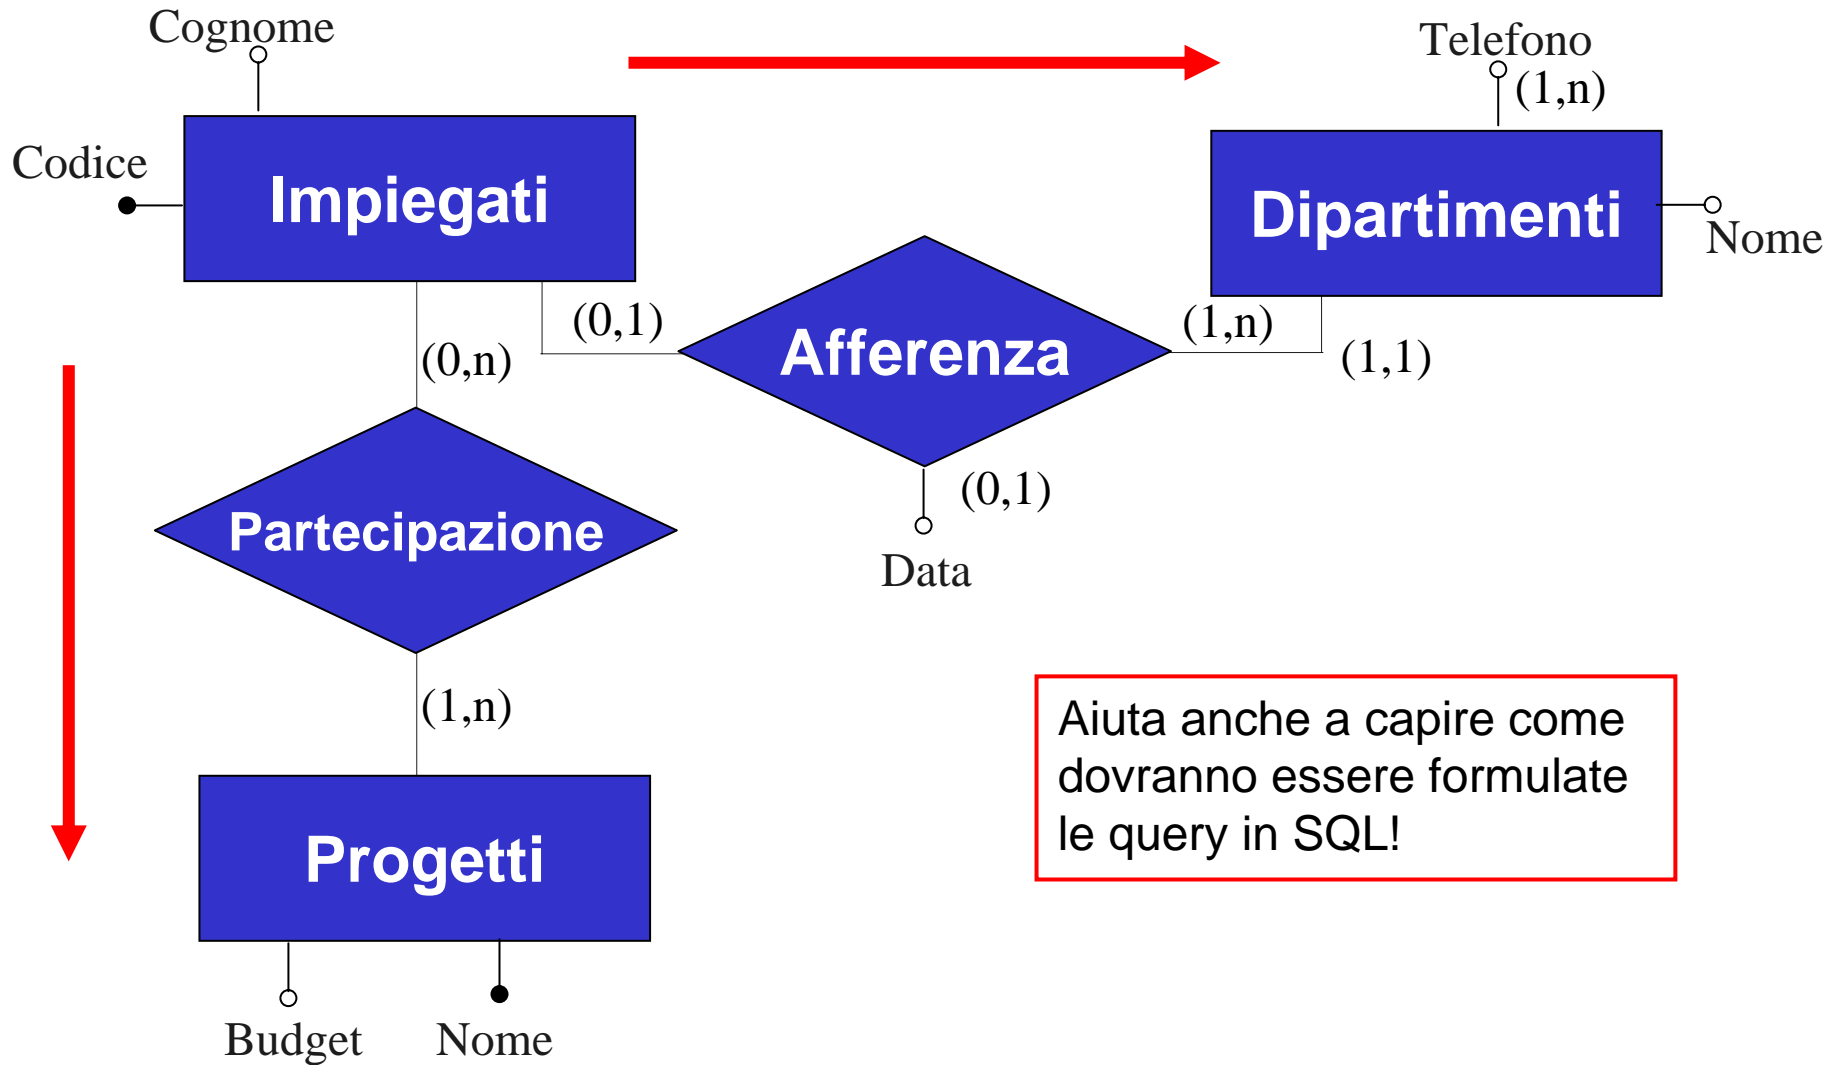 Cognome
Telefono
(1,n)
Codice
Impiegati
Dipartimenti
Nome
(0,1)
Afferenza
(1,n)
(1,1)
(0,n)
(0,1)
Partecipazione
Data
(1,n)
Aiuta anche a capire come
dovranno essere formulate
le query in SQL!
Progetti
Budget
Nome